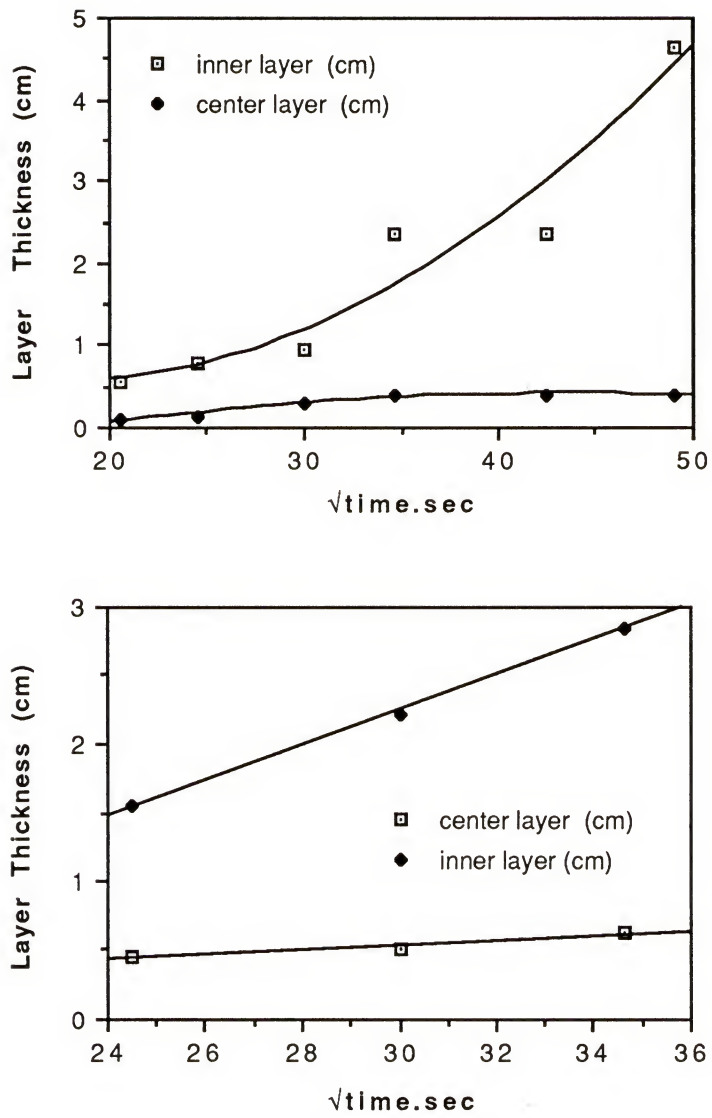 5
inner layer (cm)
center layer (cm)
4
3
2
1
0
Layer Thickness (cm)
20 30 40 50
√time.sec
3
2
center layer (cm)
inner layer (cm)
1
0
Layer Thickness (cm)
24 26 28 30 32 34 36
√time.sec